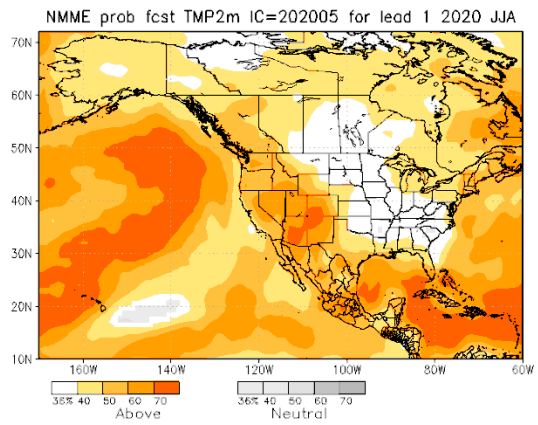 NMME prob fcst TMP2m IC=202005 for lead 1 2020 JJA
70N
60N
50N
40N
30N
20N
10N
160W 140W 120W 100W 80W 60W
36% 40 50 60 70 36% 40 50 60 70
Above Neutral